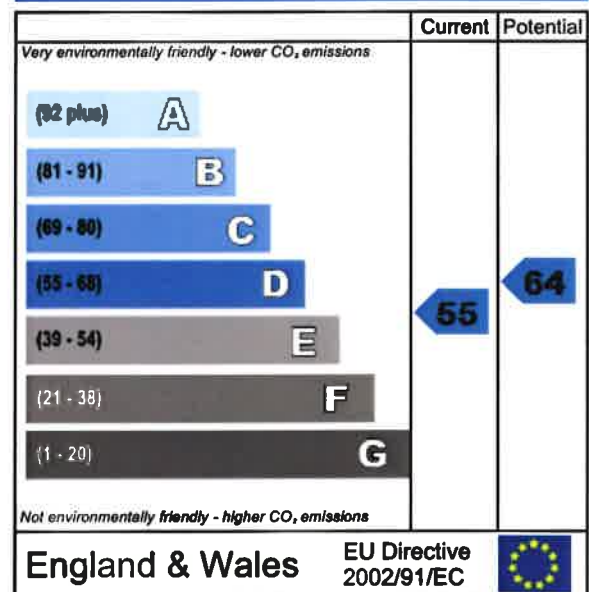 Current Potential
Very environmentally friendly - lower CO₂ emissions
(92 plus) A
(81 - 91) B
(69 - 80) C
(55 - 68) D
(39 - 54) E
(21 - 38) F
(1 - 20) G
55
64
Not environmentally friendly - higher CO₂ emissions
England & Wales
EU Directive
2002/91/EC